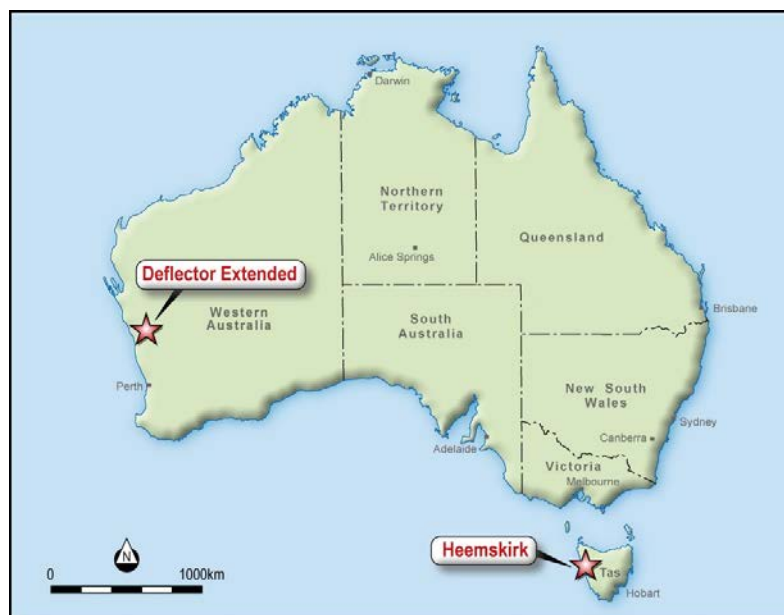 Darwin
Northern
Territory
Queensland
Alice Springs
Deflector Extended
Western
Australia
South
Australia
Brisbane
Perth
New South
Wales
Sydney
Adelaide
Canberra
Victoria
Melbourne
Heemskirk
Tas
Hobart
N
0 1000km